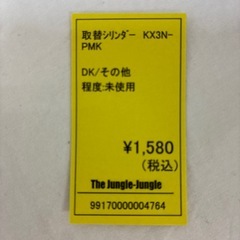 取替シリンダー KX3N-
PMK
DK/その他
程度:未使用
¥1,580
(税込)
The Jungle-Jungle
99170000004764